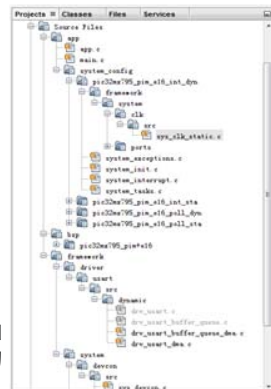 Projects Classes Files Services
Source Files
app
app.c
main.c
system_config
pic32mx795_pim_e16_int_dyn
framework
system
clk
src
sys_clk_static.c
ports
system_exceptions.c
system_init.c
system_interrupt.c
system_tasks.c
pic32mx795_pim_e16_int_sta
pic32mx795_pim_e16_poll_dyn
pic32mx795_pim_e16_poll_sta
bsp
pic32mx795_pim+e16
framework
driver
usart
src
dynamic
drv_usart.c
drv_usart_buffer_queue.c
drv_usart_buffer_queue_dma.c
drv_usart_dma.c
system
devcon
src
sys_devcon.c